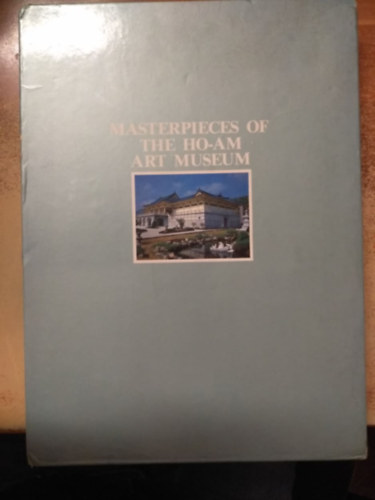 MASTERPIECES OF
THE HO-AM
ART MUSEUM